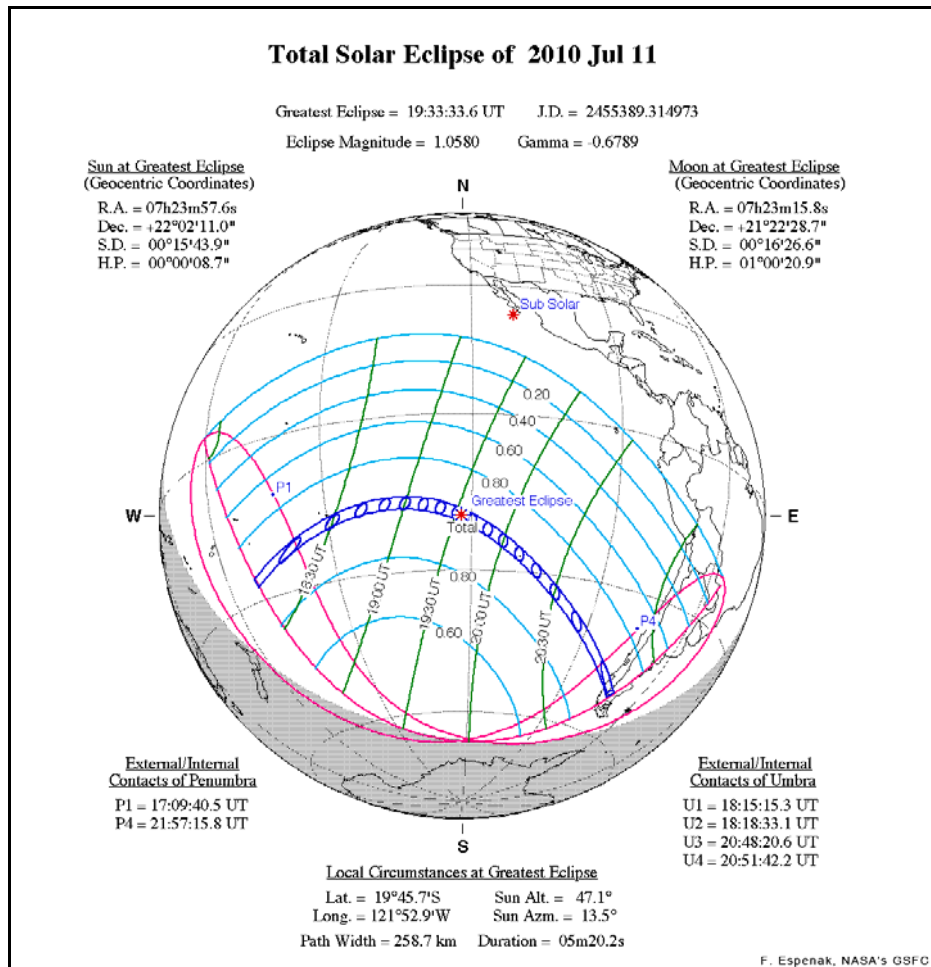 Total Solar Eclipse of 2010 Jul 11
Greatest Eclipse = 19:33:33.6 UT J.D. = 2455389.314973
Eclipse Magnitude = 1.0580 Gamma = -0.6789
Sun at Greatest Eclipse
(Geocentric Coordinates)
R.A. = 07h23m57.6s
Dec. = +22°02'11.0"
S.D. = 00°15'43.9"
H.P. = 00°00'08.7"
Moon at Greatest Eclipse
(Geocentric Coordinates)
R.A. = 07h23m15.8s
Dec. = +21°22'28.7"
S.D. = 00°16'26.6"
H.P. = 01°00'20.9"
N
Sub Solar
0.20
0.40
0.60
0.80
P1
Greatest Eclipse
W
E
Total
18:30 UT
19:00 UT
19:30 UT
20:00 UT
20:30 UT
0.80
0.60
P4
S
External/Internal
Contacts of Penumbra
P1 = 17:09:40.5 UT
P4 = 21:57:15.8 UT
External/Internal
Contacts of Umbra
U1 = 18:15:15.3 UT
U2 = 18:18:33.1 UT
U3 = 20:48:20.6 UT
U4 = 20:51:42.2 UT
Local Circumstances at Greatest Eclipse
Lat. = 19°45.7'S Sun Alt. = 47.1°
Long. = 121°52.9'W Sun Azm. = 13.5°
Path Width = 258.7 km Duration = 05m20.2s
F. Espenak, NASA's GSFC